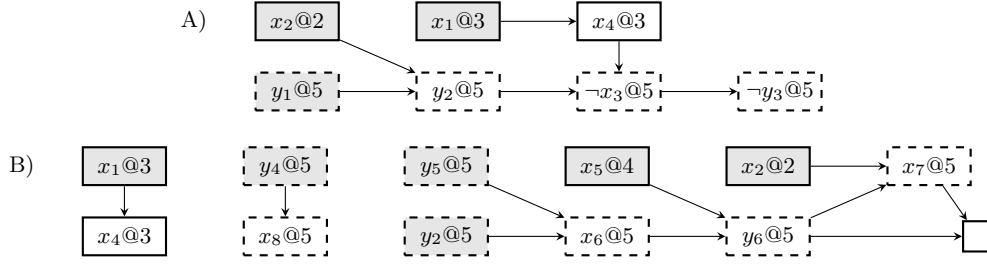 A) x₂@2 x₁@3 x₄@3
y₁@5 y₂@5 ¬x₃@5 ¬y₃@5
B) x₁@3 y₄@5 y₅@5 x₅@4 x₂@2 x₇@5
x₄@3 x₈@5 y₂@5 x₆@5 y₆@5